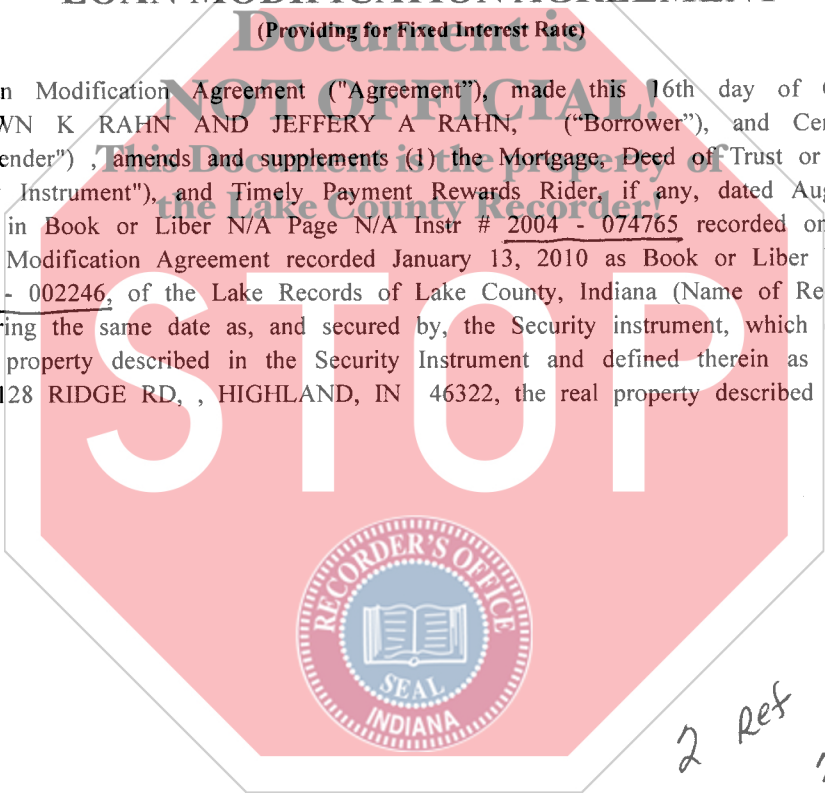 LOAN MODIFICATION AGREEMENT
(Providing for Fixed Interest Rate)
Document is
NOT OFFICIAL!
This Document is the property of
the Lake County Recorder!
n Modification Agreement ("Agreement"), made this 16th day of
WN K RAHN AND JEFFERY A RAHN, ("Borrower"), and Cen
ender") , amends and supplements (1) the Mortgage, Deed of Trust or
Instrument"), and Timely Payment Rewards Rider, if any, dated Aug
in Book or Liber N/A Page N/A Instr # 2004 - 074765 recorded on
Modification Agreement recorded January 13, 2010 as Book or Liber
- 002246, of the Lake Records of Lake County, Indiana (Name of Re
ring the same date as, and secured by, the Security instrument, which
property described in the Security Instrument and defined therein as
128 RIDGE RD, , HIGHLAND, IN 46322, the real property described
STOP
RECORDER'S OFFICE
SEAL
INDIANA
2 Ref